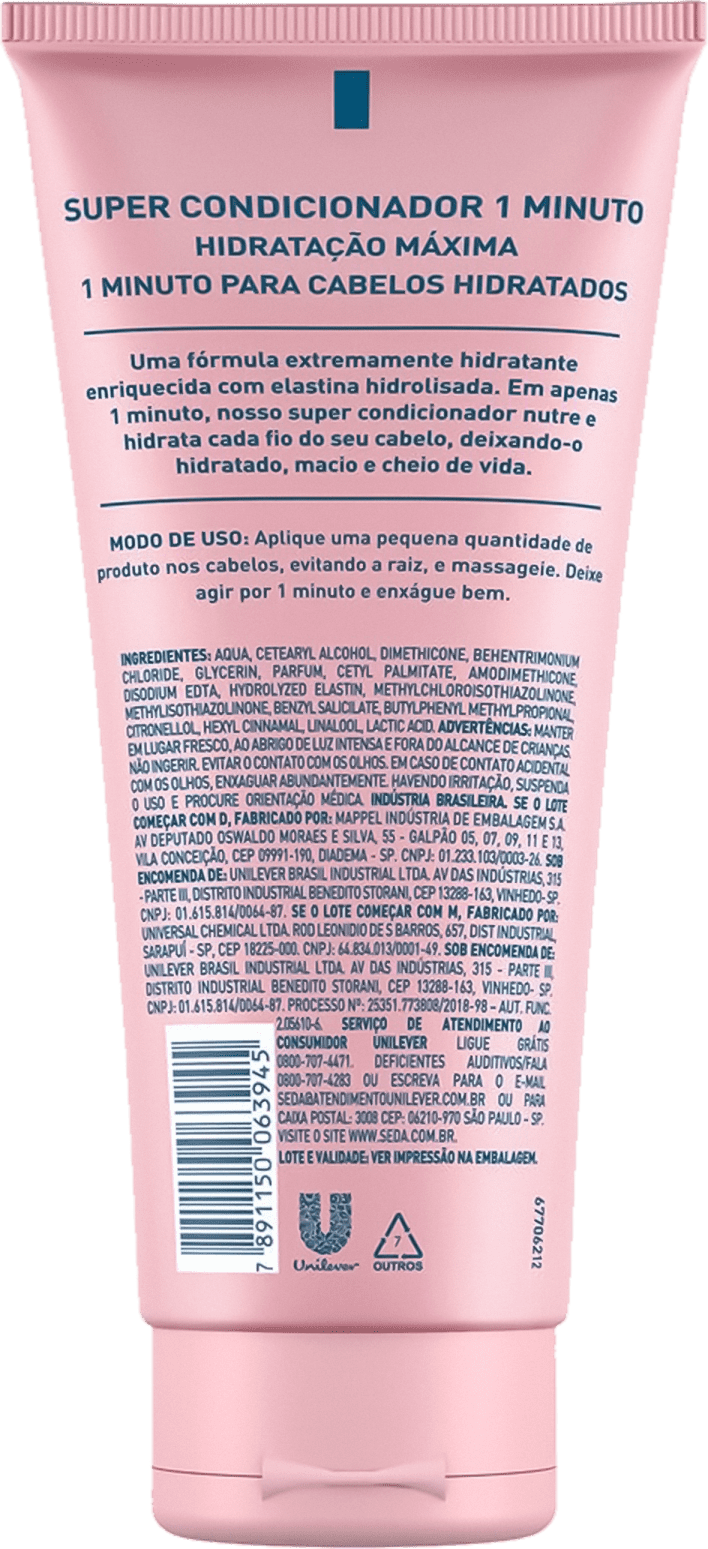 SUPER CONDICIONADOR 1 MINUTO
HIDRATAÇÃO MÁXIMA
1 MINUTO PARA CABELOS HIDRATADOS
Uma fórmula extremamente hidratante
enriquecida com elastina hidrolisada. Em apenas
1 minuto, nosso super condicionador nutre e
hidrata cada fio do seu cabelo, deixando-o
hidratado, macio e cheio de vida.
MODO DE USO: Aplique uma pequena quantidade de
produto nos cabelos, evitando a raiz, e massageie. Deixe
agir por 1 minuto e enxágue bem.
INGREDIENTES: AQUA, CETEARYL ALCOHOL, DIMETHICONE, BEHENTRIMONIUM
CHLORIDE, GLYCERIN, PARFUM, CETYL PALMITATE, AMODIMETHICONE,
DISODIUM EDTA, HYDROLYZED ELASTIN, METHYLCHLOROISOTHIAZOLINONE,
METHYLISOTHIAZOLINONE, BENZYL SALICYLATE, BUTYLPHENYL METHYLPROPIONAL,
CITRONELLOL, HEXYL CINNAMAL, LINALOOL, LACTIC ACID. ADVERTÊNCIAS: MANTER
EM LUGAR FRESCO, AO ABRIGO DE LUZ INTENSA E FORA DO ALCANCE DE CRIANÇAS.
NÃO INGERIR. EVITAR O CONTATO COM OS OLHOS. EM CASO DE CONTATO ACIDENTAL
COM OS OLHOS, ENXAGUAR ABUNDANTEMENTE. HAVENDO IRRITAÇÃO, SUSPENDA
O USO E PROCURE ORIENTAÇÃO MÉDICA. INDÚSTRIA BRASILEIRA. SE O LOTE
COMEÇAR COM D, FABRICADO POR: MAPPEL INDÚSTRIA DE EMBALAGEM S.A.
AV DEPUTADO OSWALDO MORAES E SILVA, 55 - GALPÃO 05, 07, 09, 11 E 13,
VILA CONCEIÇÃO, CEP 09991-190, DIADEMA - SP. CNPJ: 01.233.103/0003-26. SOB
ENCOMENDA DE: UNILEVER BRASIL INDUSTRIAL LTDA. AV DAS INDÚSTRIAS, 315
- PARTE III, DISTRITO INDUSTRIAL BENEDITO STORANI, CEP 13288-163, VINHEDO-SP.
CNPJ: 01.615.814/0064-87. SE O LOTE COMEÇAR COM M, FABRICADO POR:
UNIVERSAL CHEMICAL LTDA. ROD LEONIDIO DE S BARROS, 657, DIST INDUSTRIAL,
SARAPUÍ - SP, CEP 18225-000. CNPJ: 64.834.013/0001-49. SOB ENCOMENDA DE:
UNILEVER BRASIL INDUSTRIAL LTDA. AV DAS INDÚSTRIAS, 315 - PARTE III,
DISTRITO INDUSTRIAL BENEDITO STORANI, CEP 13288-163, VINHEDO- SP.
CNPJ: 01.615.814/0064-87. PROCESSO Nº: 25351.773808/2018-98 – AUT. FUNC.
2.05610-6. SERVIÇO DE ATENDIMENTO AO
CONSUMIDOR UNILEVER LIGUE GRÁTIS
0800-707-4471. DEFICIENTES AUDITIVOS/FALA
0800-707-4283 OU ESCREVA PARA O E-MAIL
SEDA@ATENDIMENTOUNILEVER.COM.BR OU PARA
CAIXA POSTAL: 3008 CEP: 06210-970 SÃO PAULO - SP.
VISITE O SITE WWW.SEDA.COM.BR.
LOTE E VALIDADE: VER IMPRESSÃO NA EMBALAGEM.
7 891150 063945
Unilever
7
OUTROS
67706212